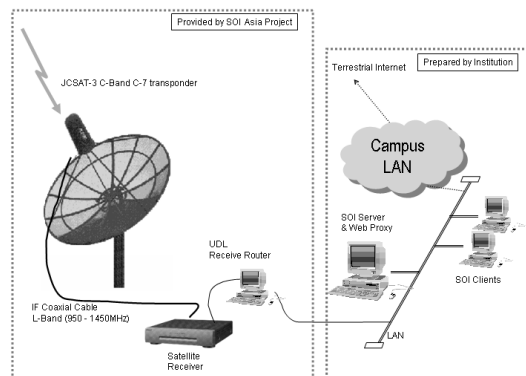 Provided by SOI Asia Project
Prepared by Institution
JCSAT-3 C-Band C-7 transponder
Terrestrial Internet
Campus
LAN
SOI Server
& Web Proxy
UDL
Receive Router
SOI Clients
IF Coaxial Cable
L-Band (950 - 1450MHz)
LAN
Satellite
Receiver